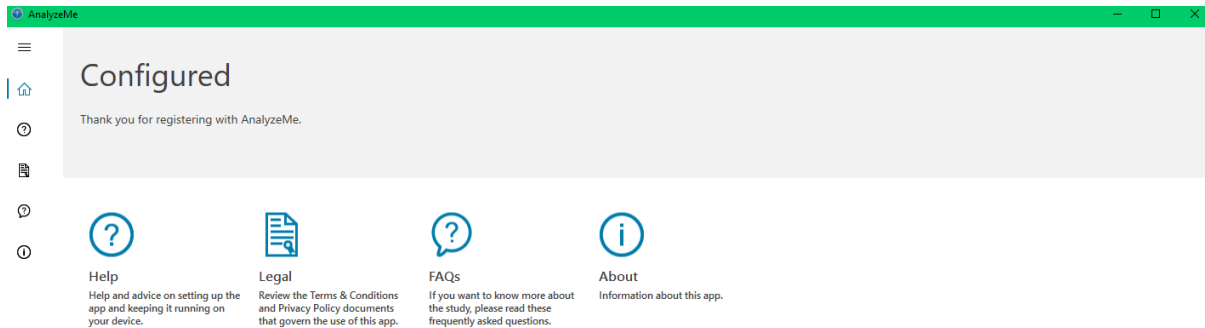 AnalyzeMe
Configured
Thank you for registering with AnalyzeMe.
Help
Help and advice on setting up the
app and keeping it running on
your device.
Legal
Review the Terms & Conditions
and Privacy Policy documents
that govern the use of this app.
FAQs
If you want to know more about
the study, please read these
frequently asked questions.
About
Information about this app.